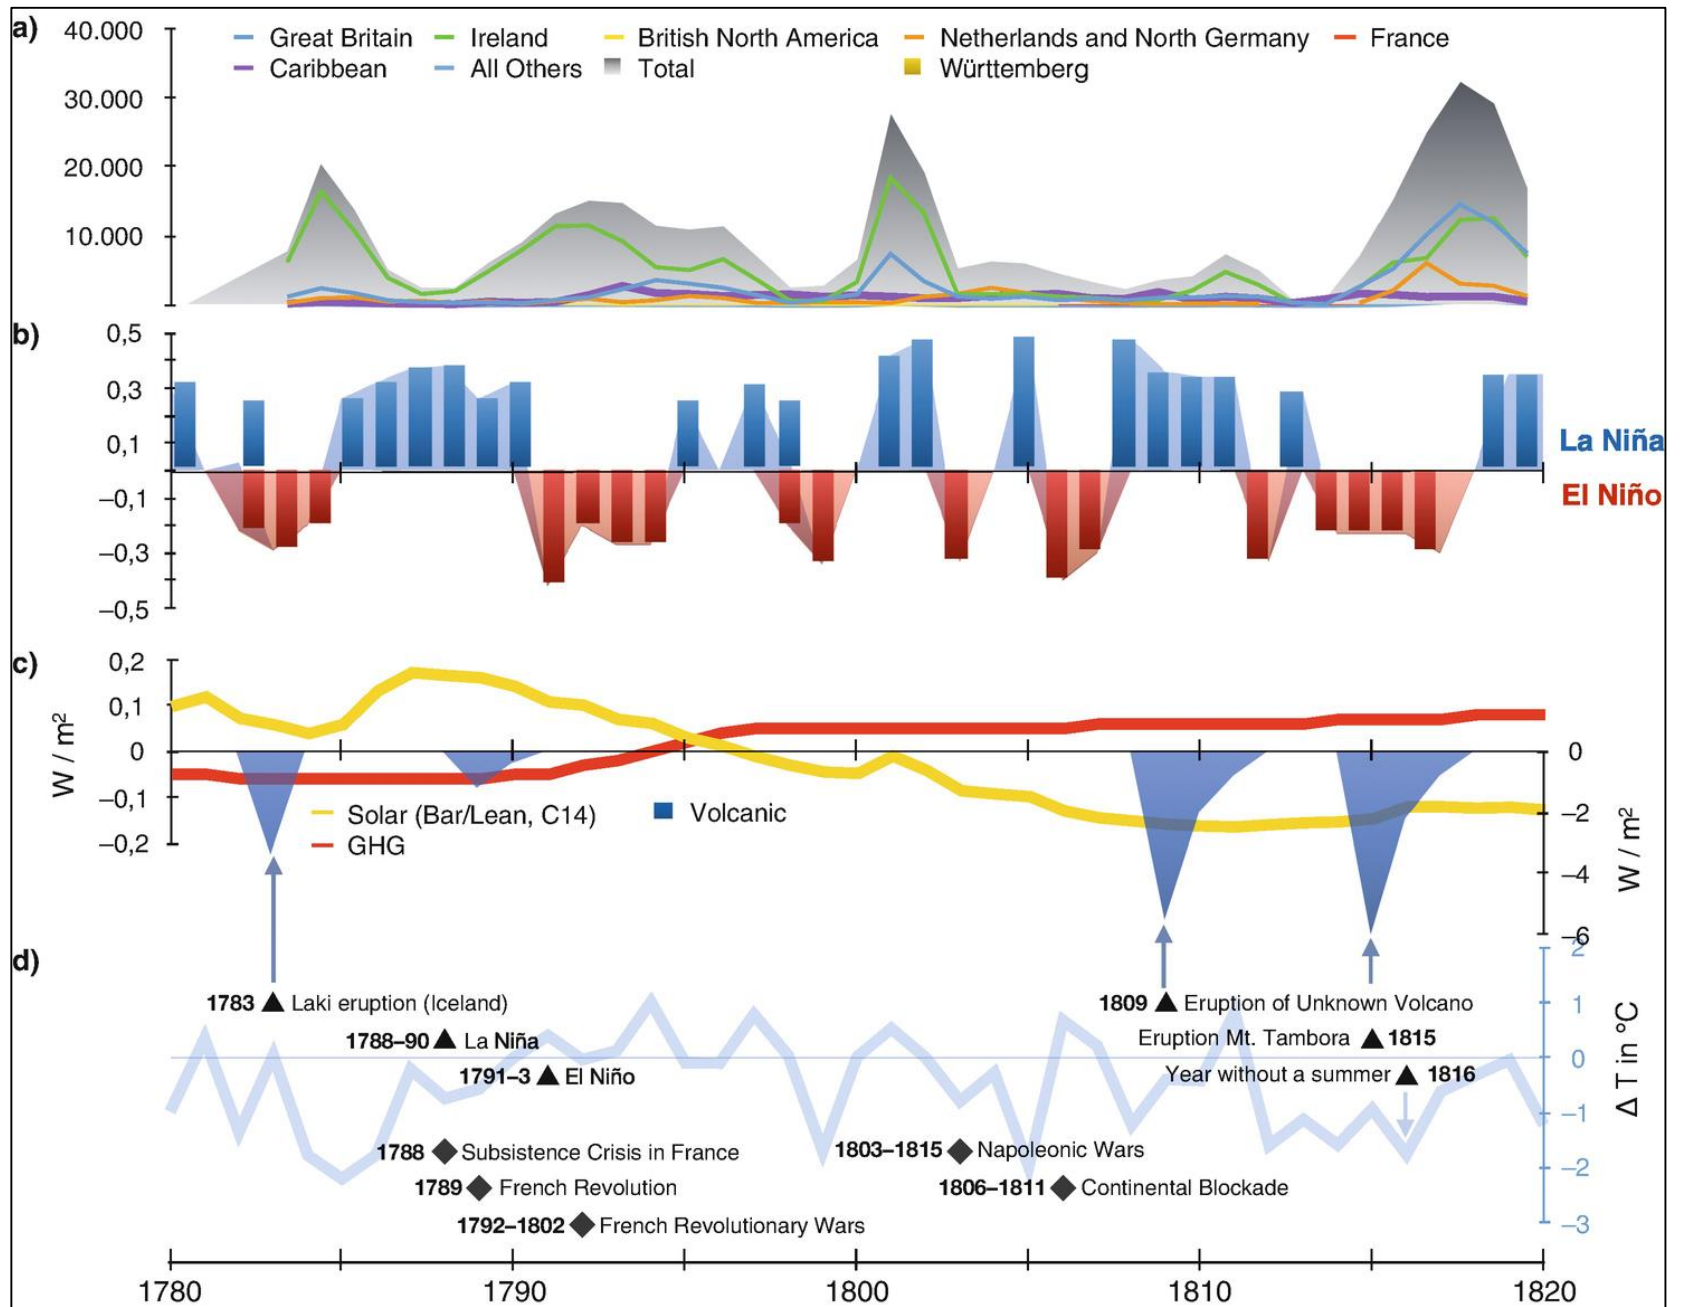 a)
40.000
Great Britain
Ireland
British North America
Netherlands and North Germany
France
Caribbean
All Others
Total
Württemberg
30.000
20.000
10.000
b)
0,5
0,3
0,1
–0,1
–0,3
–0,5
La Niña
El Niño
c)
0,2
0,1
0
–0,1
–0,2
W / m²
Solar (Bar/Lean, C14)
Volcanic
GHG
0
–2
–4
–6
W / m²
d)
2
1
0
–1
–2
–3
Δ T in °C
1783 Laki eruption (Iceland)
1809 Eruption of Unknown Volcano
1788–90 La Niña
Eruption Mt. Tambora 1815
1791–3 El Niño
Year without a summer 1816
1788 Subsistence Crisis in France
1803–1815 Napoleonic Wars
1789 French Revolution
1806–1811 Continental Blockade
1792–1802 French Revolutionary Wars
1780
1790
1800
1810
1820